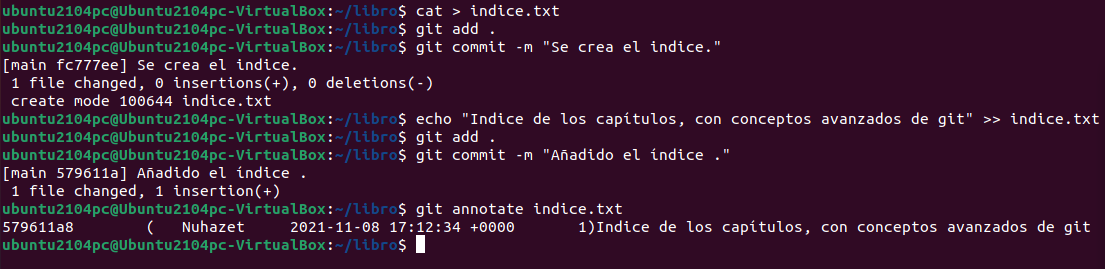 ubuntu2104pc@Ubuntu2104pc-VirtualBox:~/libro$ cat > indice.txt
ubuntu2104pc@Ubuntu2104pc-VirtualBox:~/libro$ git add .
ubuntu2104pc@Ubuntu2104pc-VirtualBox:~/libro$ git commit -m "Se crea el indice."
[main fc777ee] Se crea el indice.
 1 file changed, 0 insertions(+), 0 deletions(-)
 create mode 100644 indice.txt
ubuntu2104pc@Ubuntu2104pc-VirtualBox:~/libro$ echo "Indice de los capítulos, con conceptos avanzados de git" >> indice.txt
ubuntu2104pc@Ubuntu2104pc-VirtualBox:~/libro$ git add .
ubuntu2104pc@Ubuntu2104pc-VirtualBox:~/libro$ git commit -m "Añadido el índice ."
[main 579611a] Añadido el índice .
 1 file changed, 1 insertion(+)
ubuntu2104pc@Ubuntu2104pc-VirtualBox:~/libro$ git annotate indice.txt
579611a8        (   Nuhazet     2021-11-08 17:12:34 +0000       1)Indice de los capítulos, con conceptos avanzados de git
ubuntu2104pc@Ubuntu2104pc-VirtualBox:~/libro$